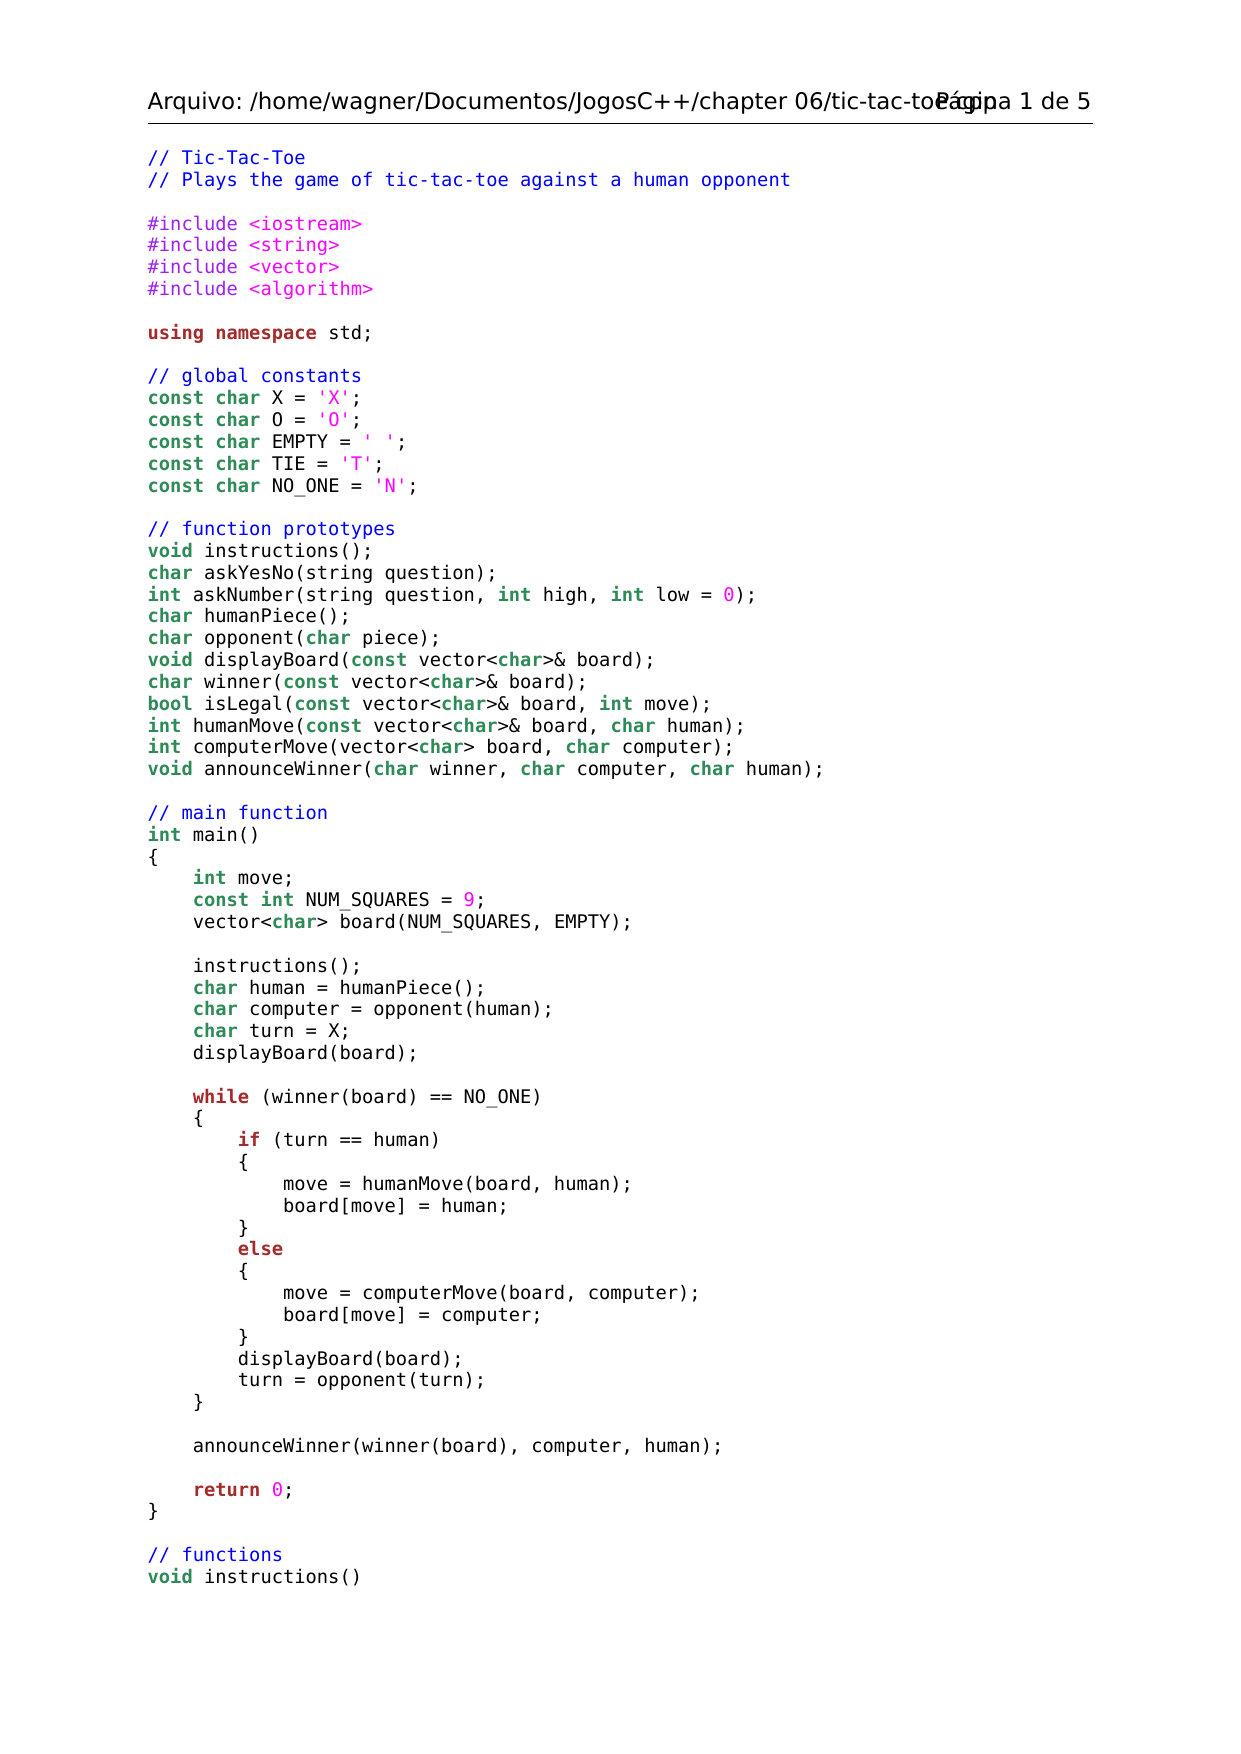 Arquivo: /home/wagner/Documentos/JogosC++/chapter 06/tic-tac-toe.cpp Página 1 de 5
// Tic-Tac-Toe
// Plays the game of tic-tac-toe against a human opponent

#include <iostream>
#include <string>
#include <vector>
#include <algorithm>

using namespace std;

// global constants
const char X = 'X';
const char O = 'O';
const char EMPTY = ' ';
const char TIE = 'T';
const char NO_ONE = 'N';

// function prototypes
void instructions();
char askYesNo(string question);
int askNumber(string question, int high, int low = 0);
char humanPiece();
char opponent(char piece);
void displayBoard(const vector<char>& board);
char winner(const vector<char>& board);
bool isLegal(const vector<char>& board, int move);
int humanMove(const vector<char>& board, char human);
int computerMove(vector<char> board, char computer);
void announceWinner(char winner, char computer, char human);

// main function
int main()
{
    int move;
    const int NUM_SQUARES = 9;
    vector<char> board(NUM_SQUARES, EMPTY);

    instructions();
    char human = humanPiece();
    char computer = opponent(human);
    char turn = X;
    displayBoard(board);

    while (winner(board) == NO_ONE)
    {
        if (turn == human)
        {
            move = humanMove(board, human);
            board[move] = human;
        }
        else
        {
            move = computerMove(board, computer);
            board[move] = computer;
        }
        displayBoard(board);
        turn = opponent(turn);
    }

    announceWinner(winner(board), computer, human);

    return 0;
}

// functions
void instructions()